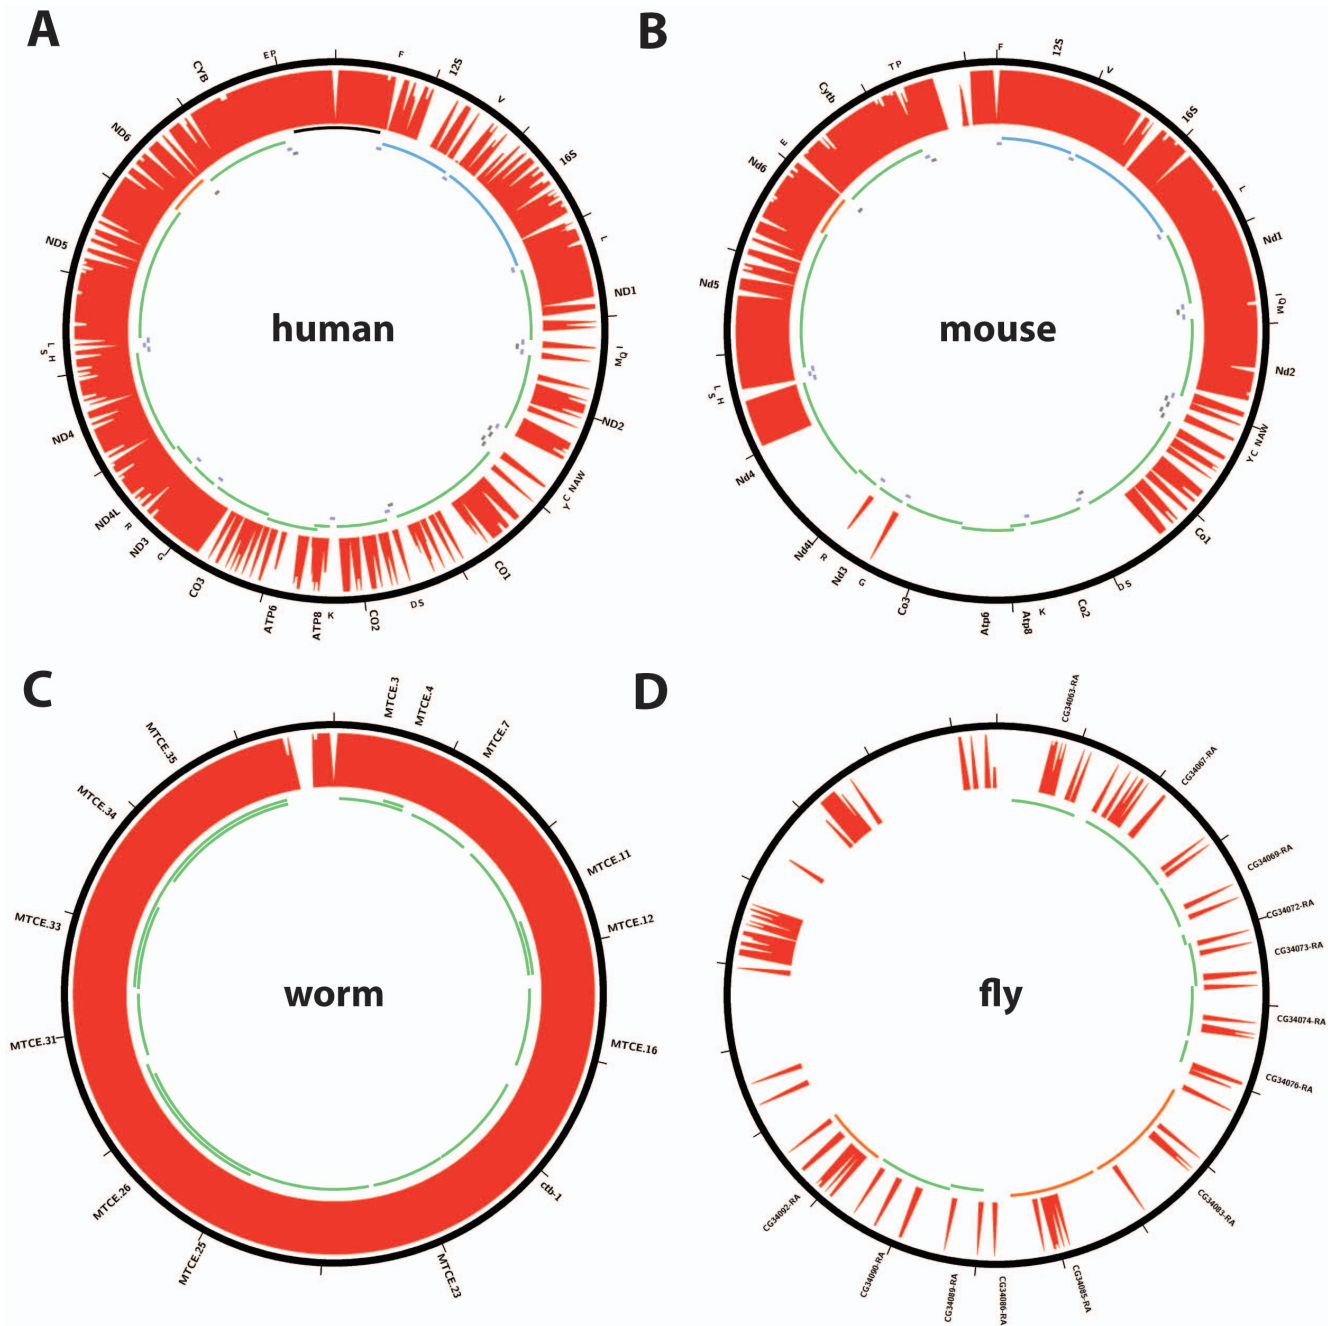 A
E P
F
12S
V
16S
L
ND1
I
Q
M
ND2
N A W
Y C
CO1
D S
CO2
K
ATP8
ATP6
CO3
G
ND3
R
ND4L
ND4
L
H
S
ND5
ND6
CYB
human
B
T P
F
12S
V
16S
L
Nd1
I
Q
M
Nd2
N A W
Y C
Co1
D S
Co2
K
Atp8
Atp6
Co3
G
Nd3
R
Nd4L
Nd4
L
H
S
Nd5
Nd6
E
Cytb
mouse
C
MTCE.3
MTCE.4
MTCE.7
MTCE.11
MTCE.12
MTCE.16
ctb-1
MTCE.23
MTCE.25
MTCE.26
MTCE.31
MTCE.33
MTCE.34
MTCE.35
worm
D
CG34063-RA
CG34067-RA
CG34069-RA
CG34072-RA
CG34073-RA
CG34074-RA
CG34076-RA
CG34083-RA
CG34085-RA
CG34086-RA
CG34089-RA
CG34090-RA
CG34092-RA
fly